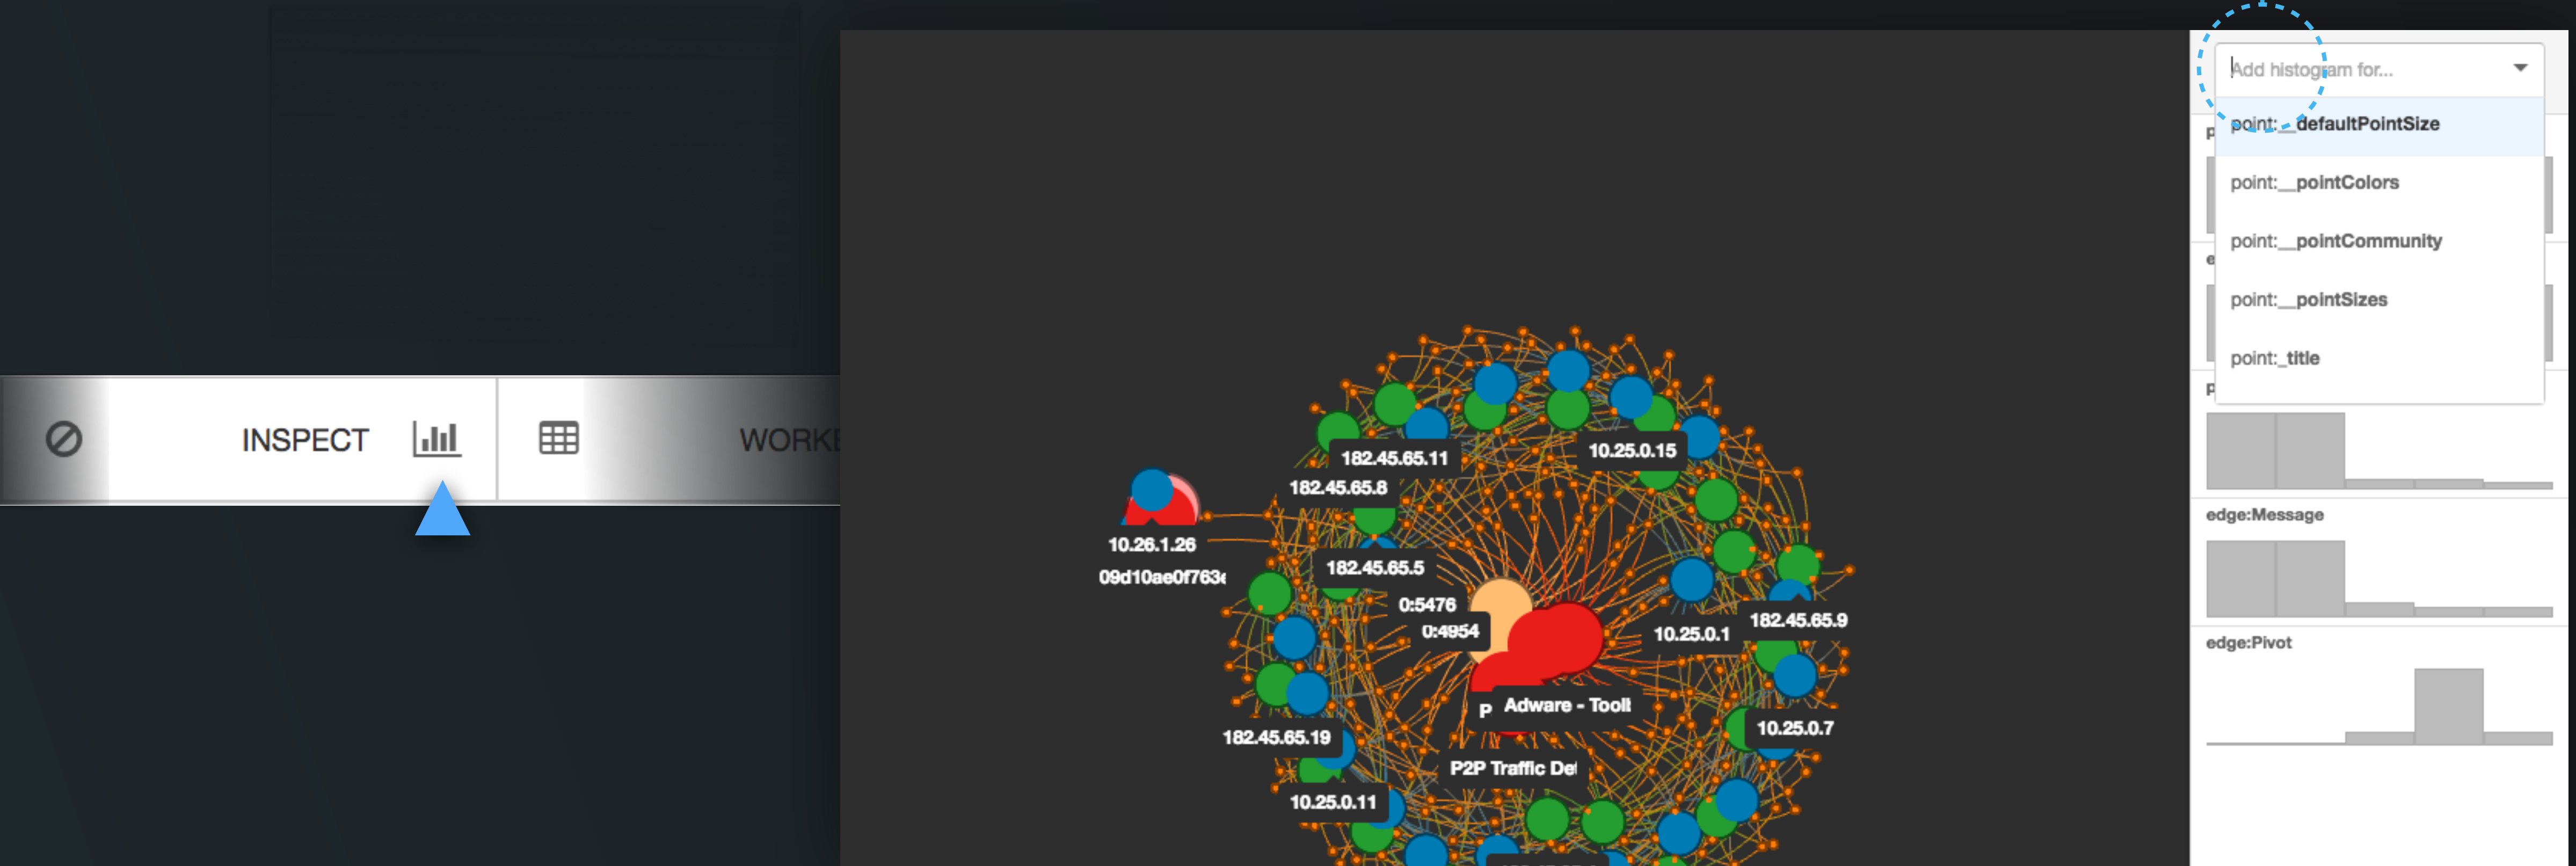 INSPECT
WORKE
182.45.65.11
10.25.0.15
182.45.65.8
10.26.1.26
09d10ae0f763
182.45.65.5
0:5476
0:4954
10.25.0.1
182.45.65.9
P
Adware - Tooll
182.45.65.19
10.25.0.7
P2P Traffic Det
10.25.0.11
Add histogram for...
point:__defaultPointSize
point:__pointColors
point:__pointCommunity
point:__pointSizes
point:_title
p
e
p
edge:Message
edge:Pivot